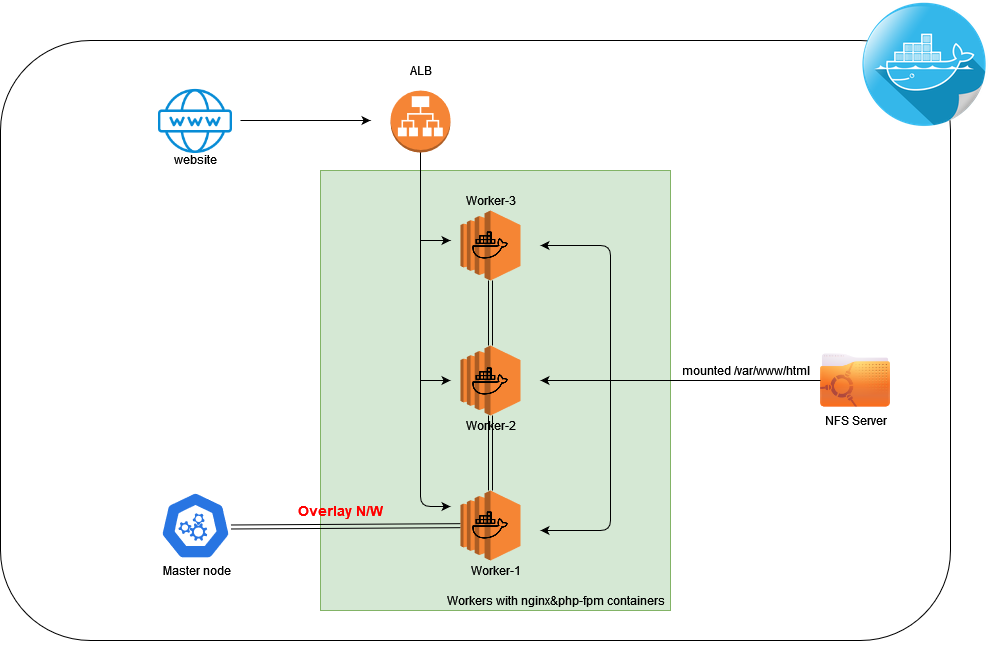 ALB
WWW
website
Worker-3
mounted /var/www/html
NFS Server
Worker-2
Overlay N/W
Master node
Worker-1
Workers with nginx&php-fpm containers